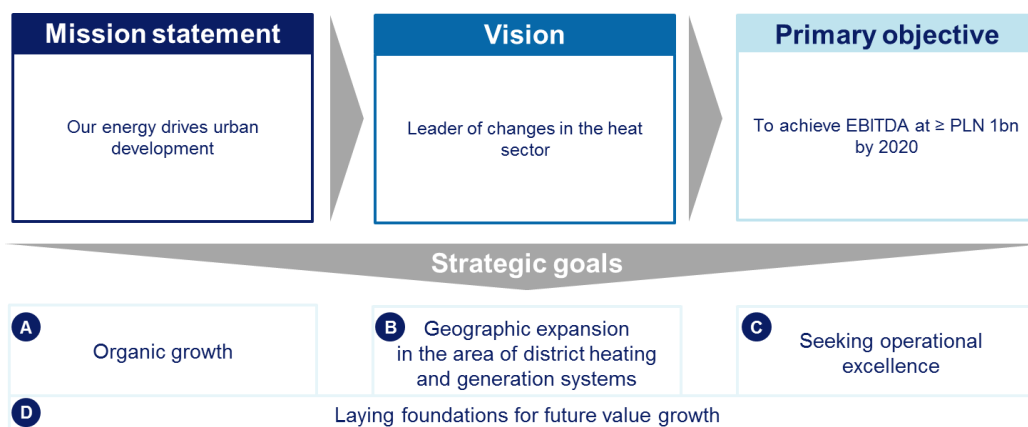 Mission statement
Our energy drives urban
development
Vision
Leader of changes in the heat
sector
Primary objective
To achieve EBITDA at ≥ PLN 1bn
by 2020
Strategic goals
A
Organic growth
B
Geographic expansion
in the area of district heating
and generation systems
C
Seeking operational
excellence
D
Laying foundations for future value growth